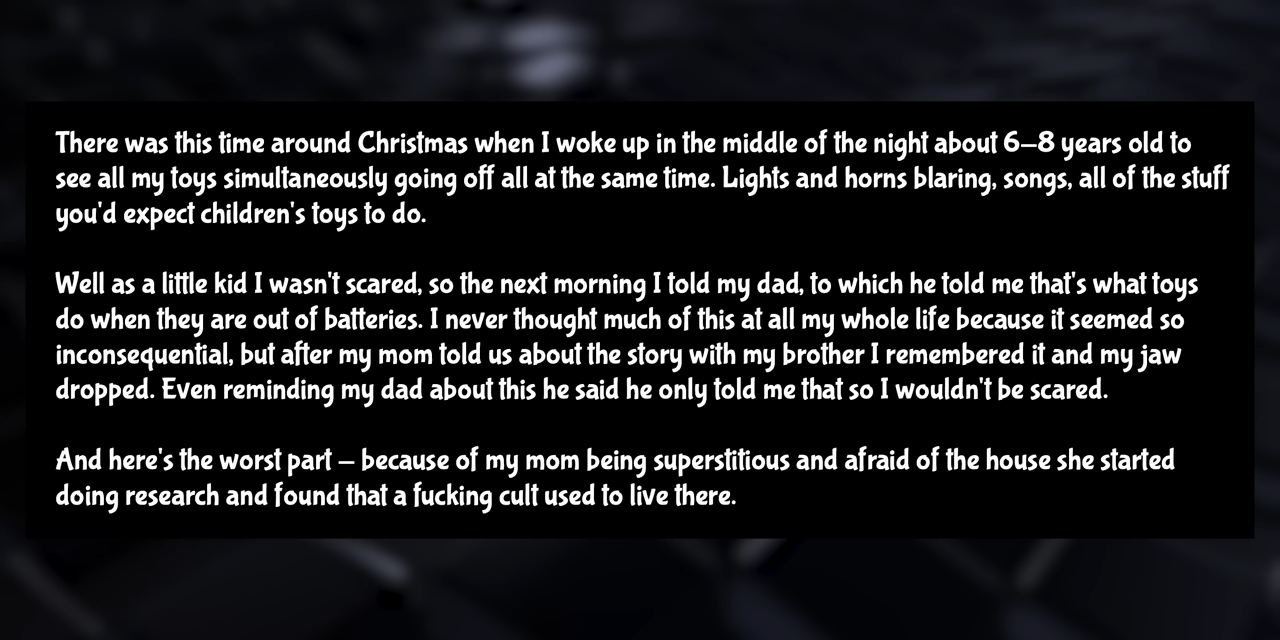 There was this time around Christmas when I woke up in the middle of the night about 6–8 years old to
see all my toys simultaneously going off all at the same time. Lights and horns blaring, songs, all of the stuff
you'd expect children's toys to do.
Well as a little kid I wasn't scared, so the next morning I told my dad, to which he told me that's what toys
do when they are out of batteries. I never thought much of this at all my whole life because it seemed so
inconsequential, but after my mom told us about the story with my brother I remembered it and my jaw
dropped. Even reminding my dad about this he said he only told me that so I wouldn't be scared.
And here's the worst part – because of my mom being superstitious and afraid of the house she started
doing research and found that a fucking cult used to live there.